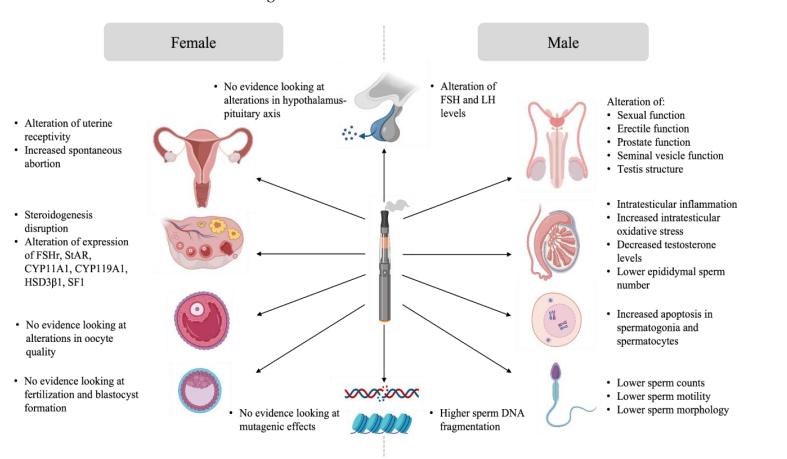 Female
Male
• No evidence looking at
alterations in hypothalamus-
pituitary axis
• Alteration of
FSH and LH
levels
• Alteration of uterine
receptivity
• Increased spontaneous
abortion
Alteration of:
• Sexual function
• Erectile function
• Prostate function
• Seminal vesicle function
• Testis structure
• Steroidogenesis
disruption
• Alteration of expression
of FSHr, StAR,
CYP11A1, CYP119A1,
HSD3β1, SF1
• Intratesticular inflammation
• Increased intratesticular
oxidative stress
• Decreased testosterone
levels
• Lower epididymal sperm
number
• No evidence looking at
alterations in oocyte
quality
• Increased apoptosis in
spermatogonia and
spermatocytes
• No evidence looking at
fertilization and blastocyst
formation
• No evidence looking at
mutagenic effects
• Higher sperm DNA
fragmentation
• Lower sperm counts
• Lower sperm motility
• Lower sperm morphology